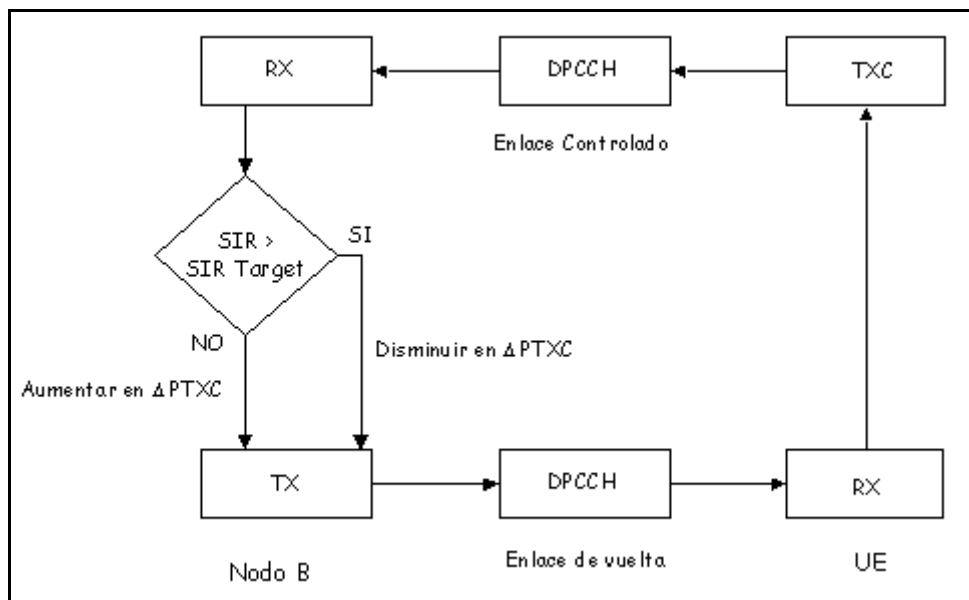 RX
DPCCH
TXC
Enlace Controlado
SIR >
SIR Target
SI
NO
Disminuir en ΔPTXC
Aumentar en ΔPTXC
TX
DPCCH
RX
Nodo B
Enlace de vuelta
UE